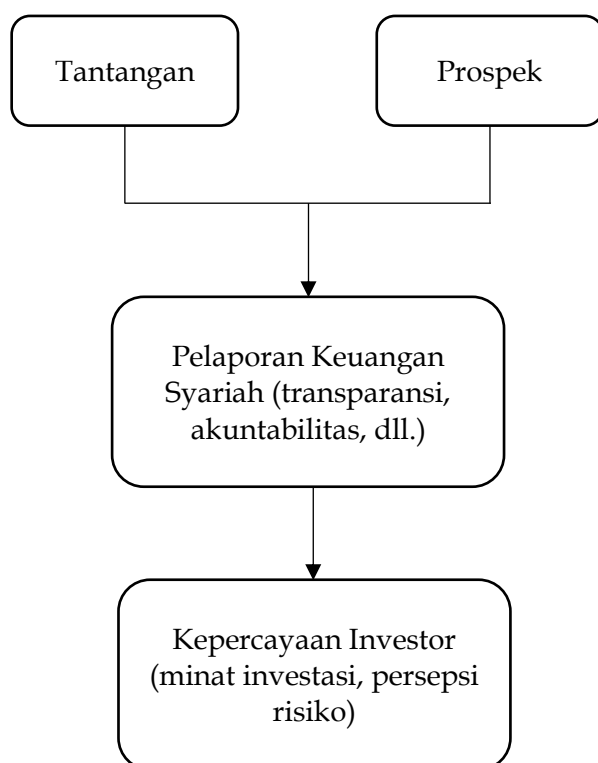 Tantangan
Prospek
Pelaporan Keuangan
Syariah (transparansi,
akuntabilitas, dll.)
Kepercayaan Investor
(minat investasi, persepsi
risiko)